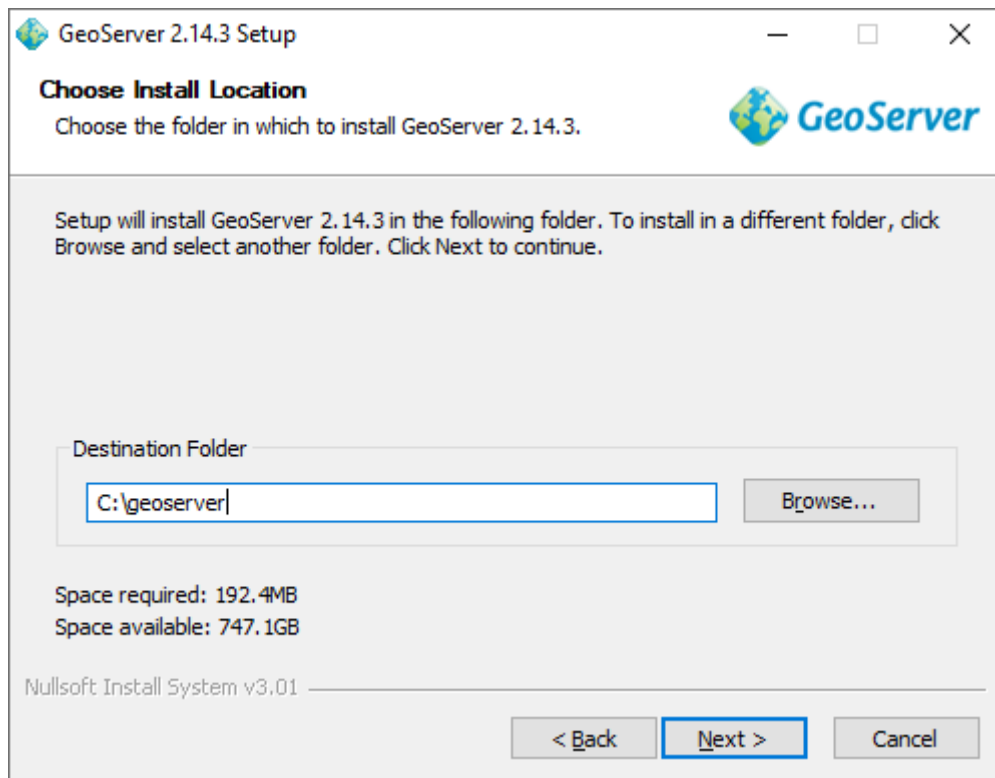 GeoServer 2.14.3 Setup
Choose Install Location
Choose the folder in which to install GeoServer 2.14.3.
GeoServer
Setup will install GeoServer 2.14.3 in the following folder. To install in a different folder, click
Browse and select another folder. Click Next to continue.
Destination Folder
C:\geoserver
Browse...
Space required: 192.4MB
Space available: 747.1GB
Nullsoft Install System v3.01
< Back
Next >
Cancel